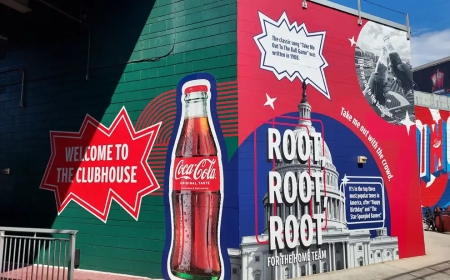 WELCOME TO
THE CLUBHOUSE
Coca-Cola
ORIGINAL TASTE
The classic song "Take Me
Out To The Ball Game" was
written in 1908.
Take me out with the crowd.
ROOT
ROOT
ROOT
FOR THE HOME TEAM
It's in the top three
most popular tunes in
America, after "Happy
Birthday" and "The
Star-Spangled Banner."